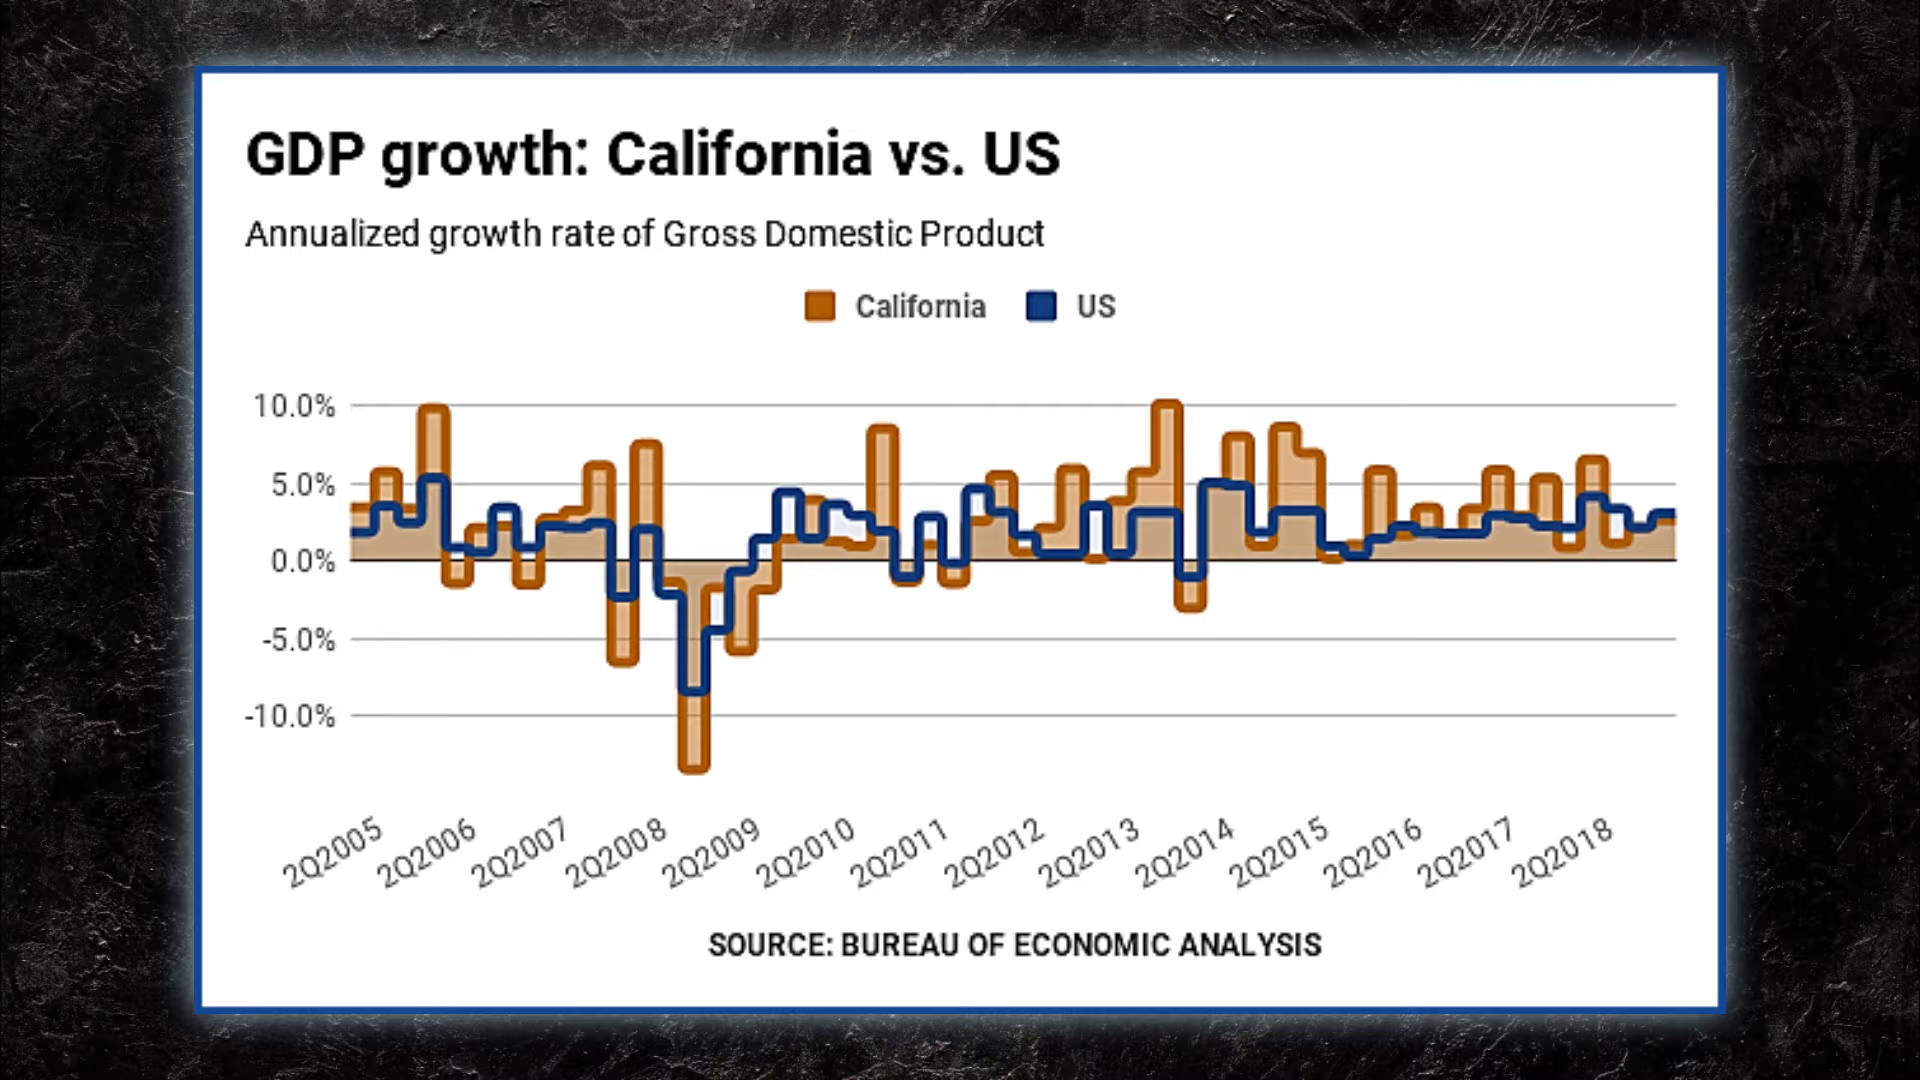 GDP growth: California vs. US
Annualized growth rate of Gross Domestic Product
California US
10.0%
5.0%
0.0%
-5.0%
-10.0%
2Q2005 2Q2006 2Q2007 2Q2008 2Q2009 2Q2010 2Q2011 2Q2012 2Q2013 2Q2014 2Q2015 2Q2016 2Q2017 2Q2018
SOURCE: BUREAU OF ECONOMIC ANALYSIS